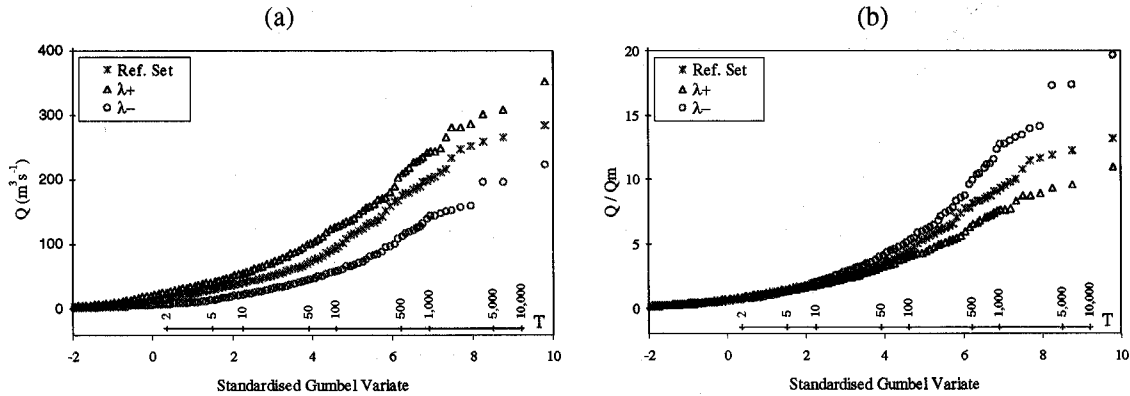 (a)
400
300
200
100
0
Q (m³s⁻¹)
Ref. Set
λ+
λ−
2 5 10 50 100 500 1,000 5,000 10,000 T
-2 0 2 4 6 8 10
Standardised Gumbel Variate
(b)
20
15
10
5
0
Q / Qm
Ref. Set
λ+
λ−
2 5 10 50 100 500 1,000 5,000 10,000 T
-2 0 2 4 6 8 10
Standardised Gumbel Variate